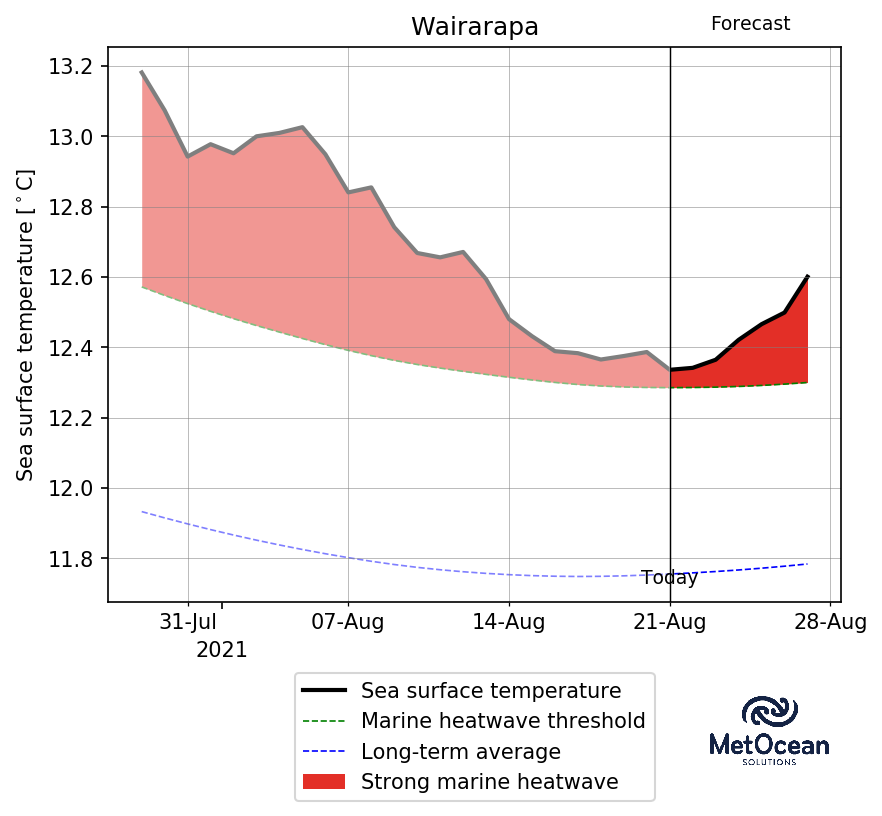 Wairarapa
Forecast
Sea surface temperature [°C]
13.2
13.0
12.8
12.6
12.4
12.2
12.0
11.8
Today
31-Jul
07-Aug
14-Aug
21-Aug
28-Aug
2021
Sea surface temperature
Marine heatwave threshold
Long-term average
Strong marine heatwave
MetOcean
SOLUTIONS